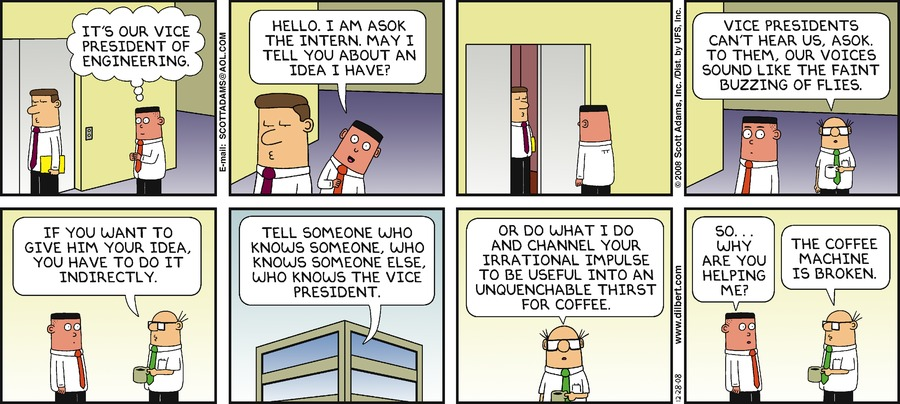 IT'S OUR VICE
PRESIDENT OF
ENGINEERING.
E-mail: SCOTTADAMS@AOL.COM
HELLO. I AM ASOK
THE INTERN. MAY I
TELL YOU ABOUT AN
IDEA I HAVE?
© 2008 Scott Adams, Inc. /Dist. by UFS, Inc.
VICE PRESIDENTS
CAN'T HEAR US, ASOK.
TO THEM, OUR VOICES
SOUND LIKE THE FAINT
BUZZING OF FLIES.
IF YOU WANT TO
GIVE HIM YOUR IDEA,
YOU HAVE TO DO IT
INDIRECTLY.
TELL SOMEONE WHO
KNOWS SOMEONE, WHO
KNOWS SOMEONE ELSE,
WHO KNOWS THE VICE
PRESIDENT.
OR DO WHAT I DO
AND CHANNEL YOUR
IRRATIONAL IMPULSE
TO BE USEFUL INTO AN
UNQUENCHABLE THIRST
FOR COFFEE.
12-28-08 www.dilbert.com
SO...
WHY
ARE YOU
HELPING
ME?
THE COFFEE
MACHINE
IS BROKEN.